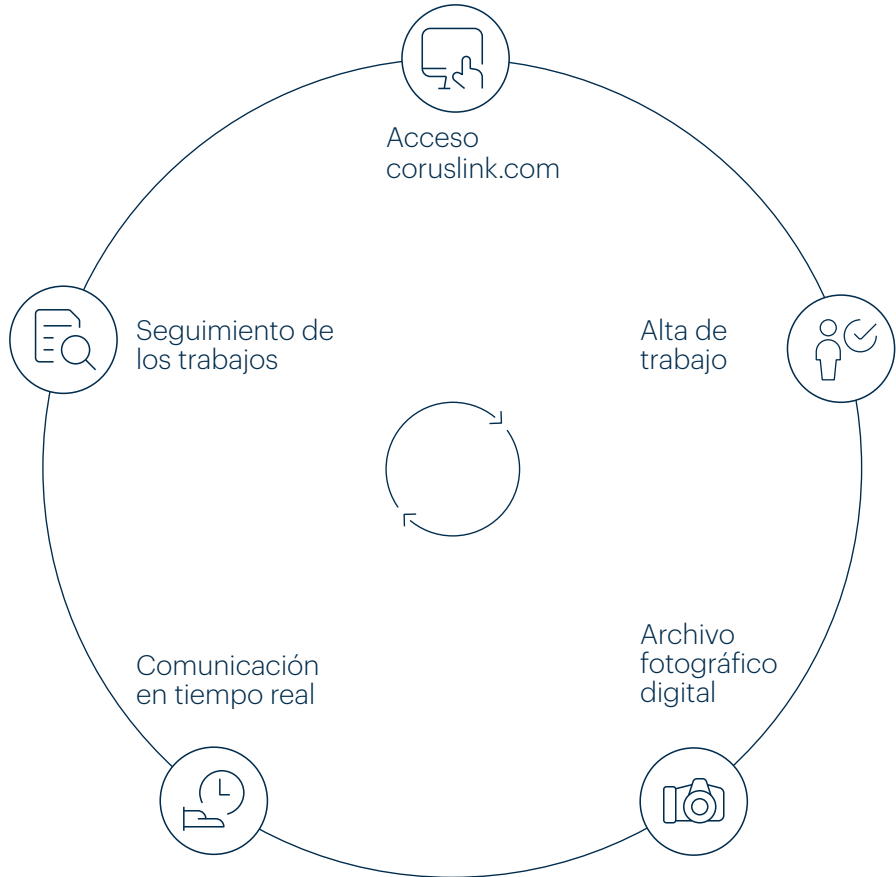 Acceso
coruslink.com
Seguimiento de
los trabajos
Alta de
trabajo
Comunicación
en tiempo real
Archivo
fotográfico
digital